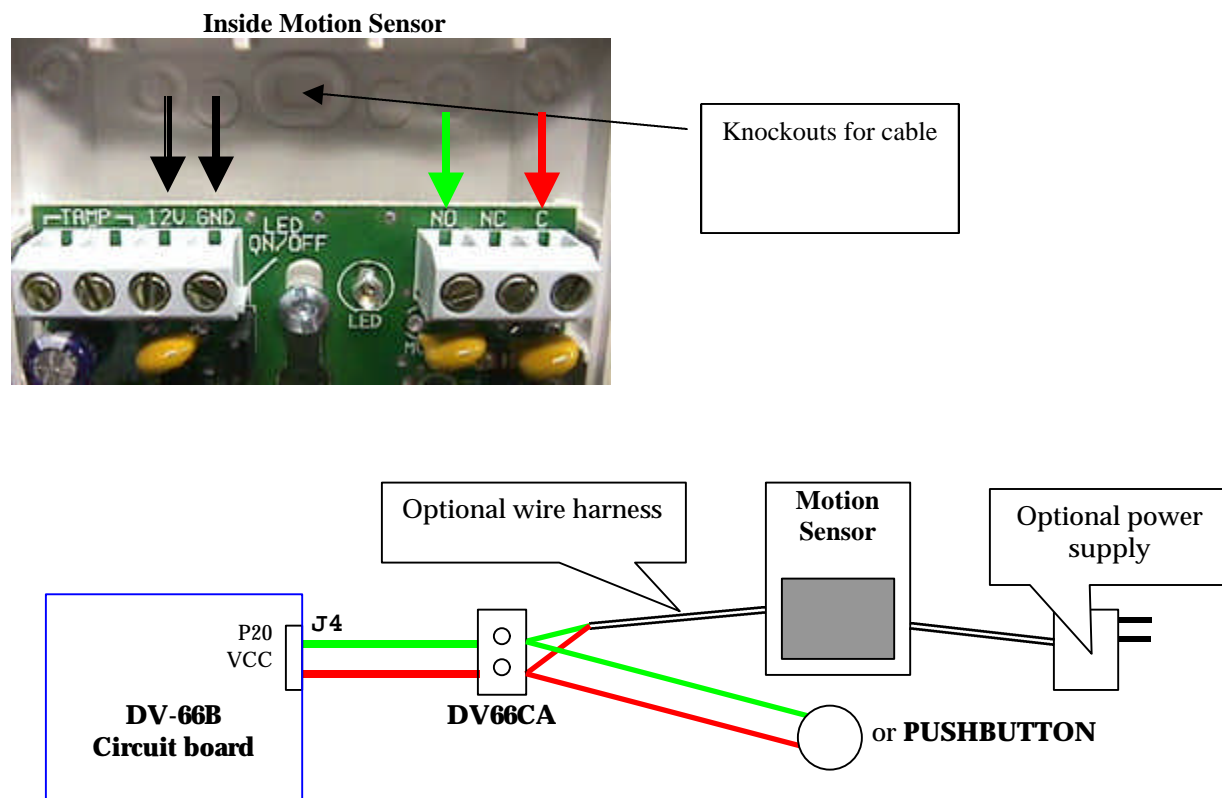 Inside Motion Sensor
Knockouts for cable
TAMP 12V GND
LED
ON/OFF
NO NC C
LED
Optional wire harness
Motion
Sensor
Optional power
supply
J4
P20
VCC
DV-66B
Circuit board
DV66CA
or PUSHBUTTON